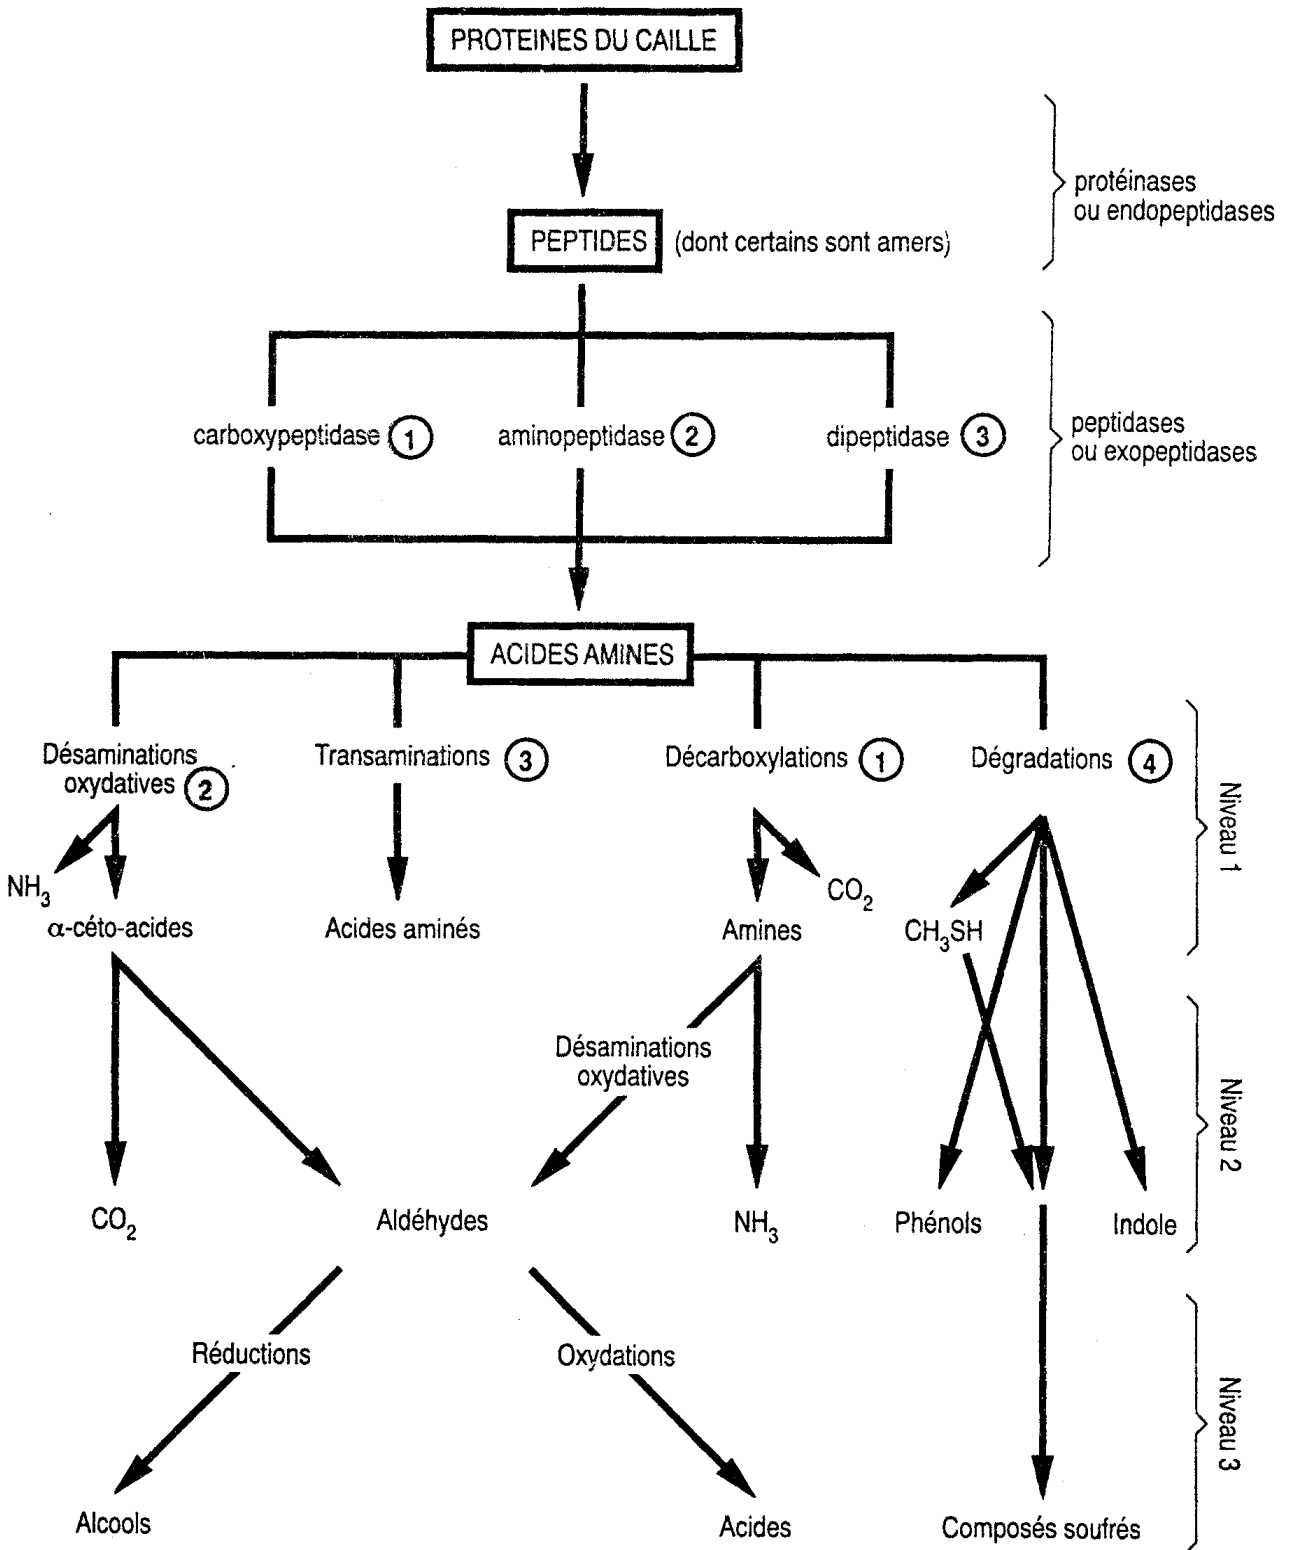 PROTEINES DU CAILLE
protéinases
ou endopeptidases
PEPTIDES (dont certains sont amers)
carboxypeptidase 1 aminopeptidase 2 dipeptidase 3
peptidases
ou exopeptidases
ACIDES AMINES
Désaminations
oxydatives 2
Transaminations 3
Décarboxylations 1
Dégradations 4
Niveau 1
NH3
α-céto-acides
Acides aminés
CO2
Amines
CH3SH
Désaminations
oxydatives
Niveau 2
CO2
Aldéhydes
NH3
Phénols
Indole
Réductions
Oxydations
Niveau 3
Alcools
Acides
Composés soufrés